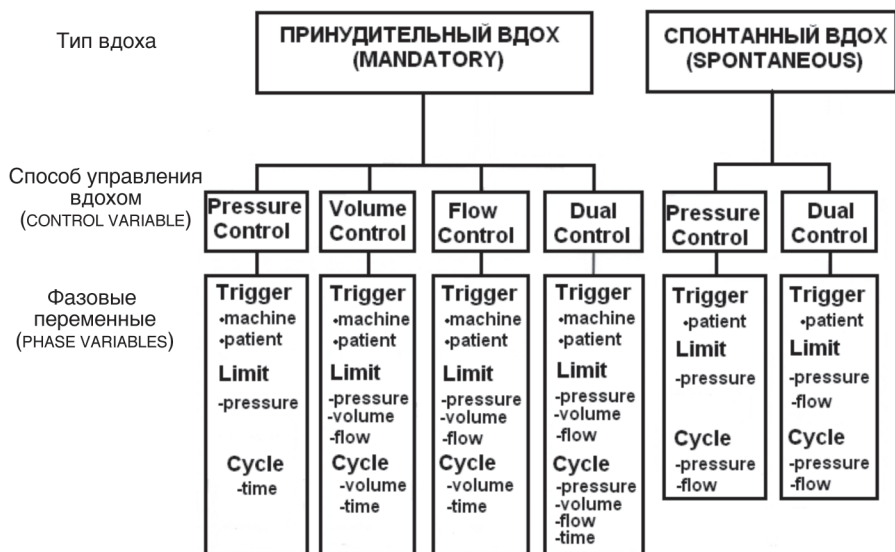 Тип вдоха
ПРИНУДИТЕЛЬНЫЙ ВДОХ
(MANDATORY)
СПОНТАННЫЙ ВДОХ
(SPONTANEOUS)
Способ управления
вдохом
(CONTROL VARIABLE)
Pressure
Control
Volume
Control
Flow
Control
Dual
Control
Pressure
Control
Dual
Control
Фазовые
переменные
(PHASE VARIABLES)
Trigger
•machine
•patient
Limit
-pressure
Cycle
-time
Trigger
•machine
•patient
Limit
-pressure
-volume
-flow
Cycle
-volume
-time
Trigger
•machine
•patient
Limit
-pressure
-volume
-flow
Cycle
-volume
-time
Trigger
•machine
•patient
Limit
-pressure
-volume
-flow
Cycle
-pressure
-volume
-flow
-time
Trigger
•patient
Limit
-pressure
Cycle
-pressure
-flow
Trigger
•patient
Limit
-pressure
-flow
Cycle
-pressure
-flow